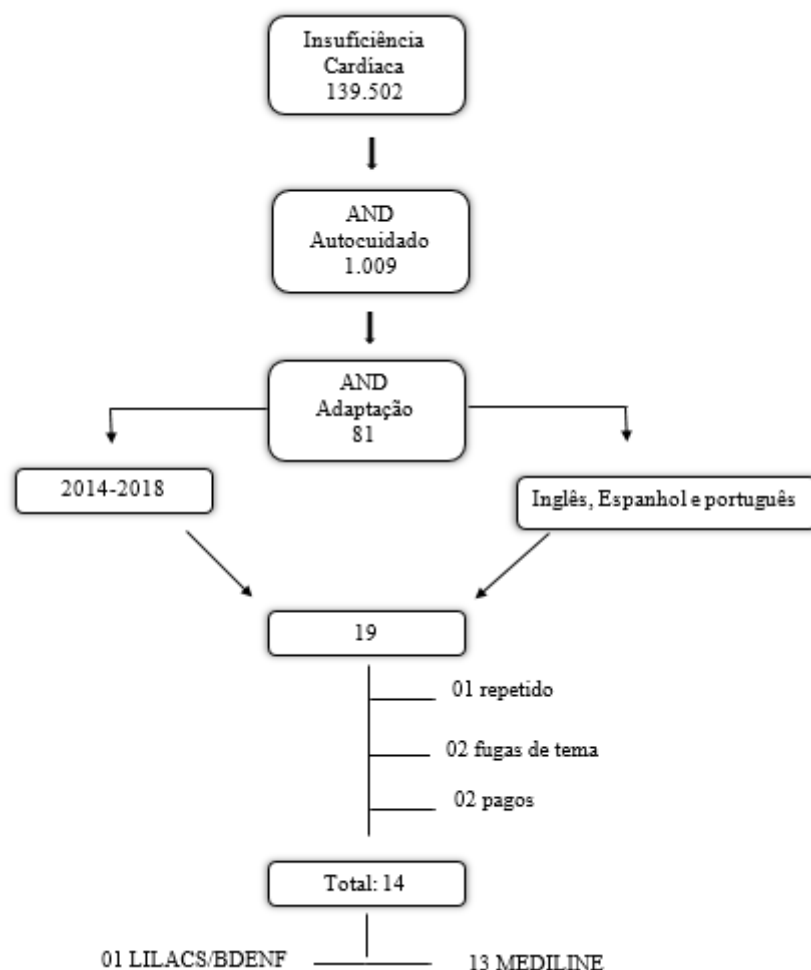 Insuficiência
Cardíaca
139.502
AND
Autocuidado
1.009
AND
Adaptação
81
2014-2018
Inglês, Espanhol e português
19
01 repetido
02 fugas de tema
02 pagos
Total: 14
01 LILACS/BDENF
13 MEDILINE